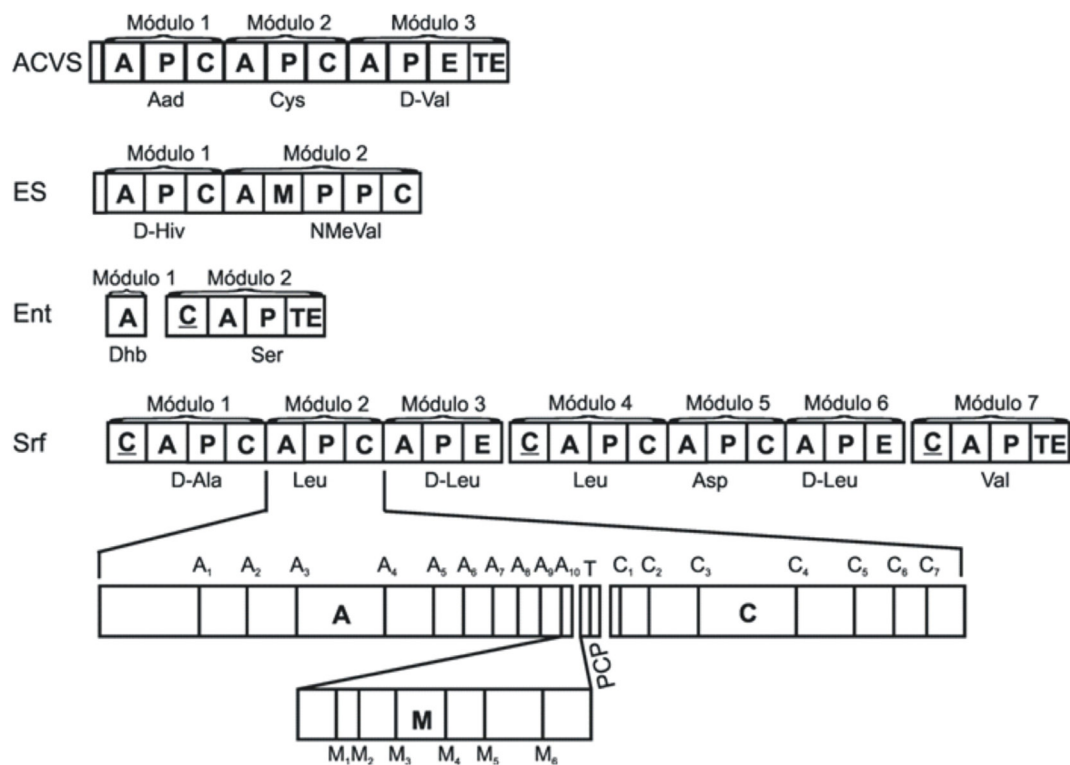 Módulo 1 Módulo 2 Módulo 3
ACVS A P C A P C A P E TE
Aad Cys D-Val
Módulo 1 Módulo 2
ES A P C A M P P C
D-Hiv NMeVal
Módulo 1 Módulo 2
Ent A C A P TE
Dhb Ser
Módulo 1 Módulo 2 Módulo 3 Módulo 4 Módulo 5 Módulo 6 Módulo 7
Srf C A P C A P C A P E C A P C A P C A P E C A P TE
D-Ala Leu D-Leu Leu Asp D-Leu Val
A₁ A₂ A₃ A₄ A₅ A₆ A₇ A₈ A₉ A₁₀ T C₁ C₂ C₃ C₄ C₅ C₆ C₇
A C
PCP
M
M₁ M₂ M₃ M₄ M₅ M₆